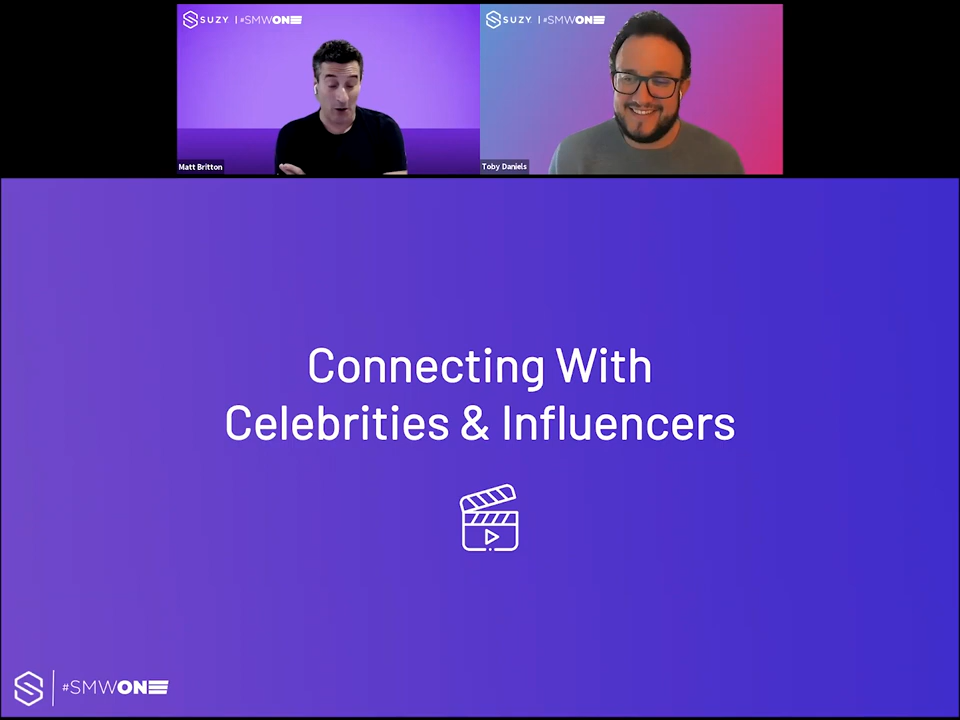 SUZY | #SMWONE
SUZY | #SMWONE
Matt Britton
Toby Daniels
Connecting With
Celebrities & Influencers
#SMWONE